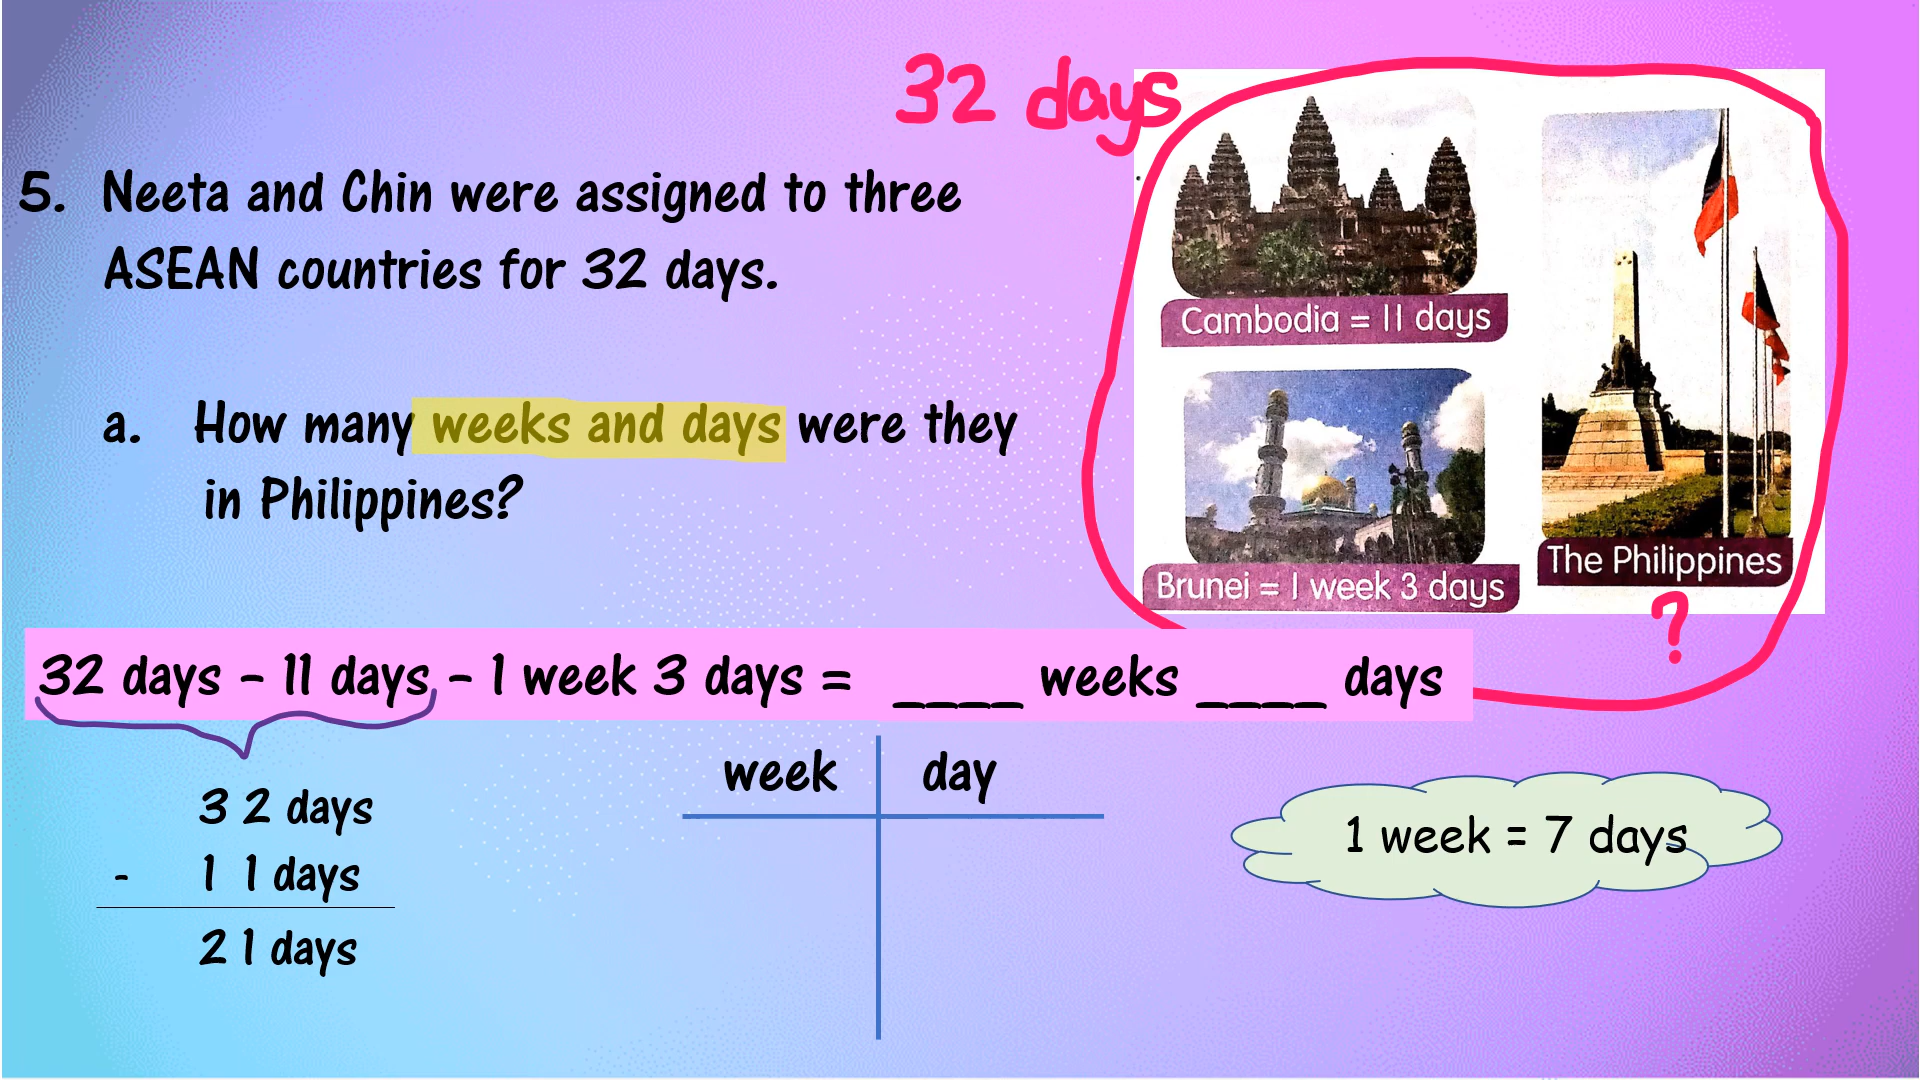 32 days
5. Neeta and Chin were assigned to three
ASEAN countries for 32 days.
a. How many weeks and days were they
in Philippines?
Cambodia = 11 days
Brunei = 1 week 3 days
The Philippines
?
32 days – 11 days – 1 week 3 days = ____ weeks ____ days
3 2 days
- 1 1 days
2 1 days
week day
1 week = 7 days